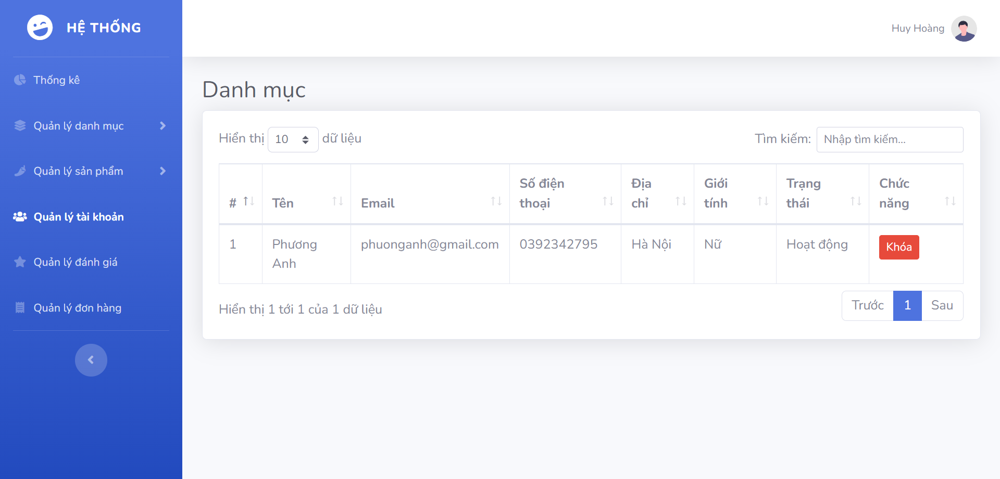 HỆ THỐNG
Huy Hoàng
Thống kê
Quản lý danh mục
Quản lý sản phẩm
Quản lý tài khoản
Quản lý đánh giá
Quản lý đơn hàng
Danh mục
Hiển thị 10 dữ liệu
Tìm kiếm: Nhập tìm kiếm...
# Tên Email Số điện thoại Địa chỉ Giới tính Trạng thái Chức năng
1 Phương Anh phuonganh@gmail.com 0392342795 Hà Nội Nữ Hoạt động Khóa
Hiển thị 1 tới 1 của 1 dữ liệu
Trước 1 Sau